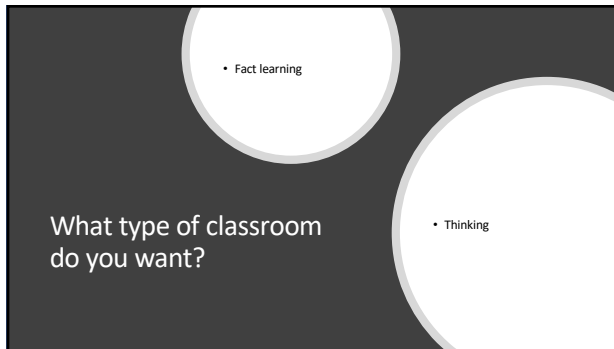 • Fact learning
What type of classroom
do you want?
• Thinking